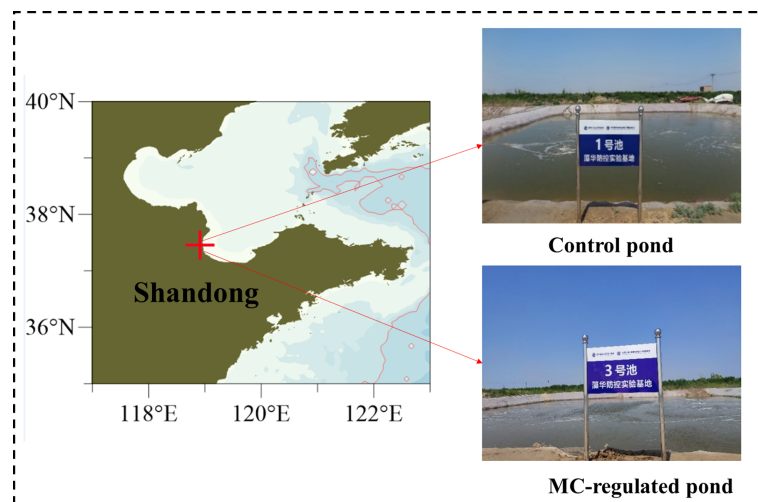 40°N
38°N
36°N
118°E
120°E
122°E
Shandong
1号池
藻华防控实验基地
Control pond
3号池
藻华防控实验基地
MC-regulated pond